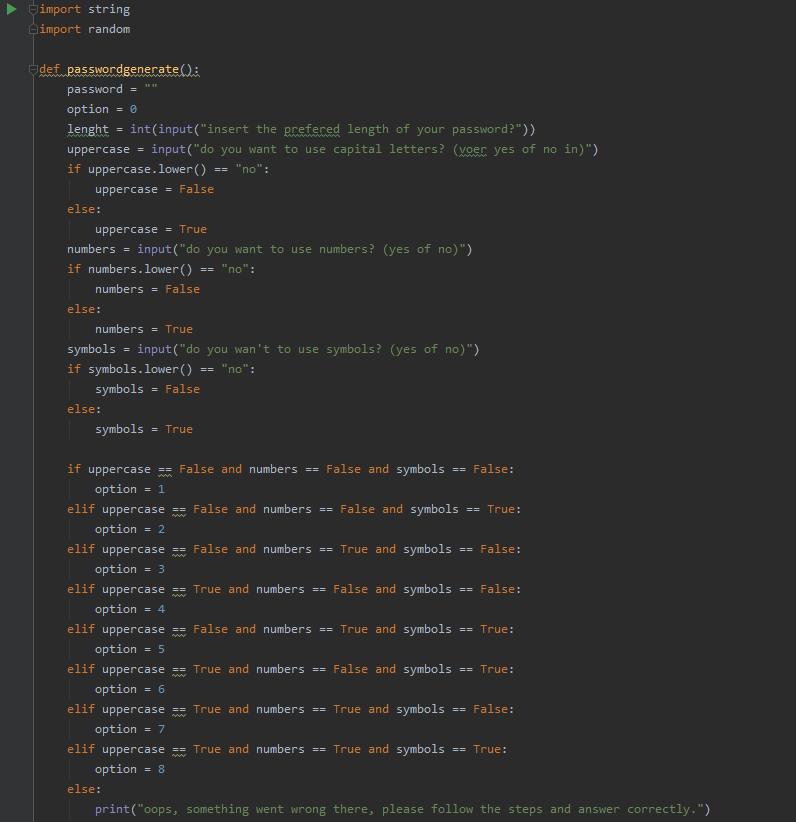 import string
import random
def passwordgenerate():
password = ""
option = 0
lenght = int(input("insert the prefered length of your password?"))
uppercase = input("do you want to use capital letters? (voer yes of no in)")
if uppercase.lower() == "no":
uppercase = False
else:
uppercase = True
numbers = input("do you want to use numbers? (yes of no)")
if numbers.lower() == "no":
numbers = False
else:
numbers = True
symbols = input("do you wan't to use symbols? (yes of no)")
if symbols.lower() == "no":
symbols = False
else:
symbols = True
if uppercase == False and numbers == False and symbols == False:
option = 1
elif uppercase == False and numbers == False and symbols == True:
option = 2
elif uppercase == False and numbers == True and symbols == False:
option = 3
elif uppercase == True and numbers == False and symbols == False:
option = 4
elif uppercase == False and numbers == True and symbols == True:
option = 5
elif uppercase == True and numbers == False and symbols == True:
option = 6
elif uppercase == True and numbers == True and symbols == False:
option = 7
elif uppercase == True and numbers == True and symbols == True:
option = 8
else:
print("oops, something went wrong there, please follow the steps and answer correctly.")